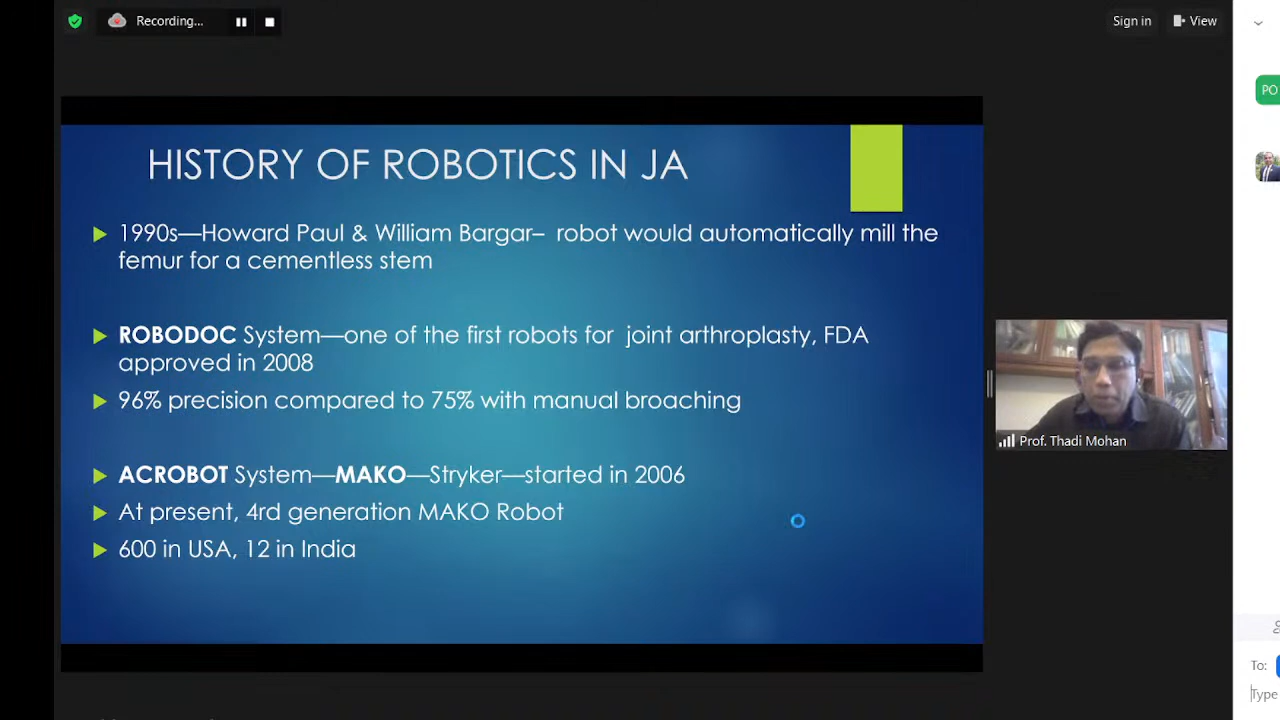 Recording...
Sign in
View
PO
HISTORY OF ROBOTICS IN JA
1990s—Howard Paul & William Bargar– robot would automatically mill the
femur for a cementless stem
ROBODOC System—one of the first robots for joint arthroplasty, FDA
approved in 2008
96% precision compared to 75% with manual broaching
ACROBOT System—MAKO—Stryker—started in 2006
At present, 4rd generation MAKO Robot
600 in USA, 12 in India
Prof. Thadi Mohan
To:
Type